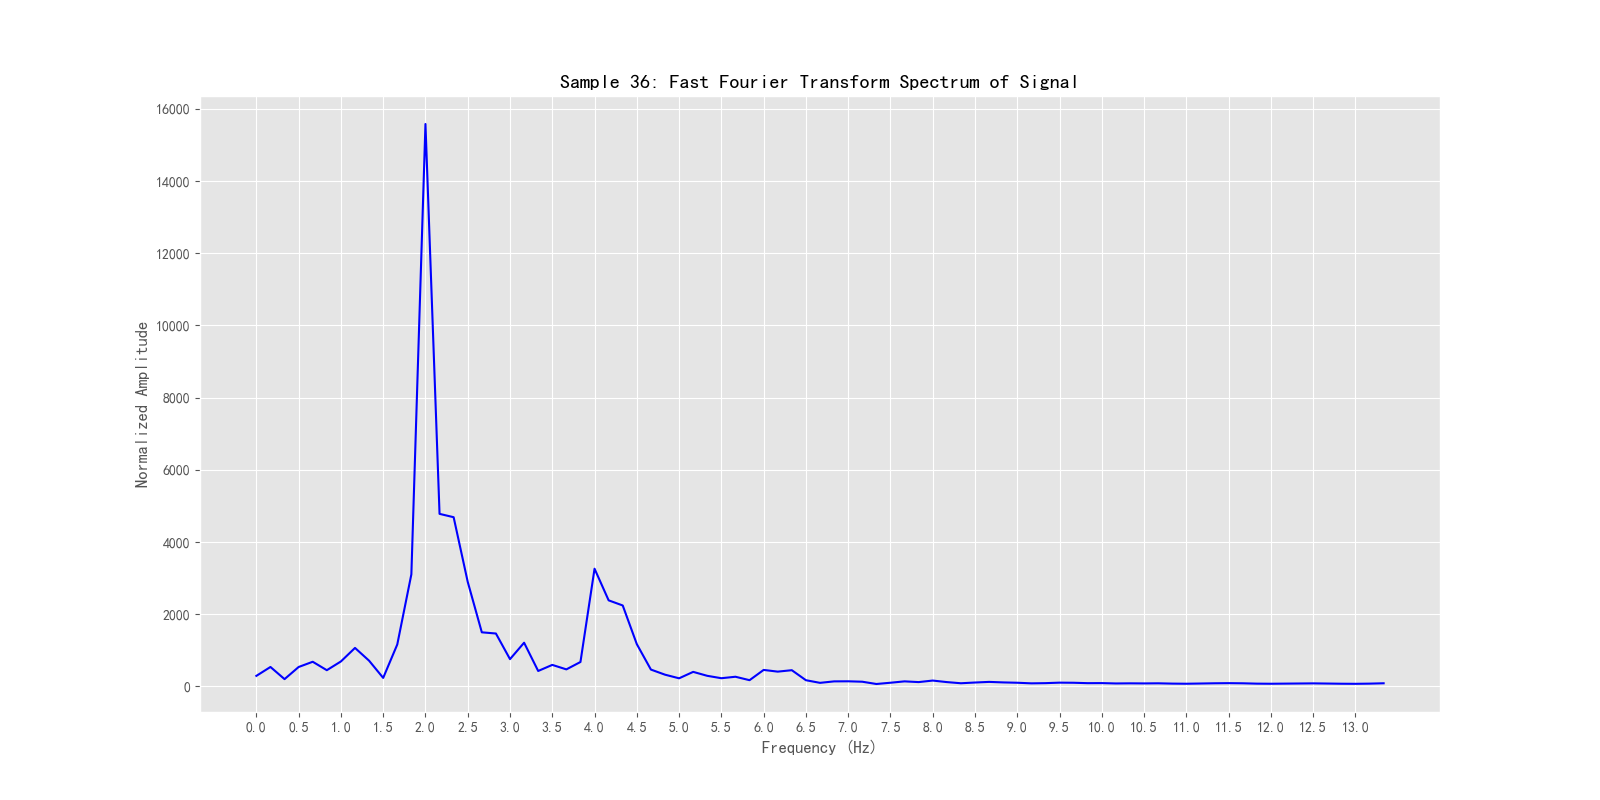 Sample 36: Fast Fourier Transform Spectrum of Signal
16000
14000
12000
10000
8000
6000
4000
2000
0
Normalized Amplitude
0.0 0.5 1.0 1.5 2.0 2.5 3.0 3.5 4.0 4.5 5.0 5.5 6.0 6.5 7.0 7.5 8.0 8.5 9.0 9.5 10.0 10.5 11.0 11.5 12.0 12.5 13.0
Frequency (Hz)